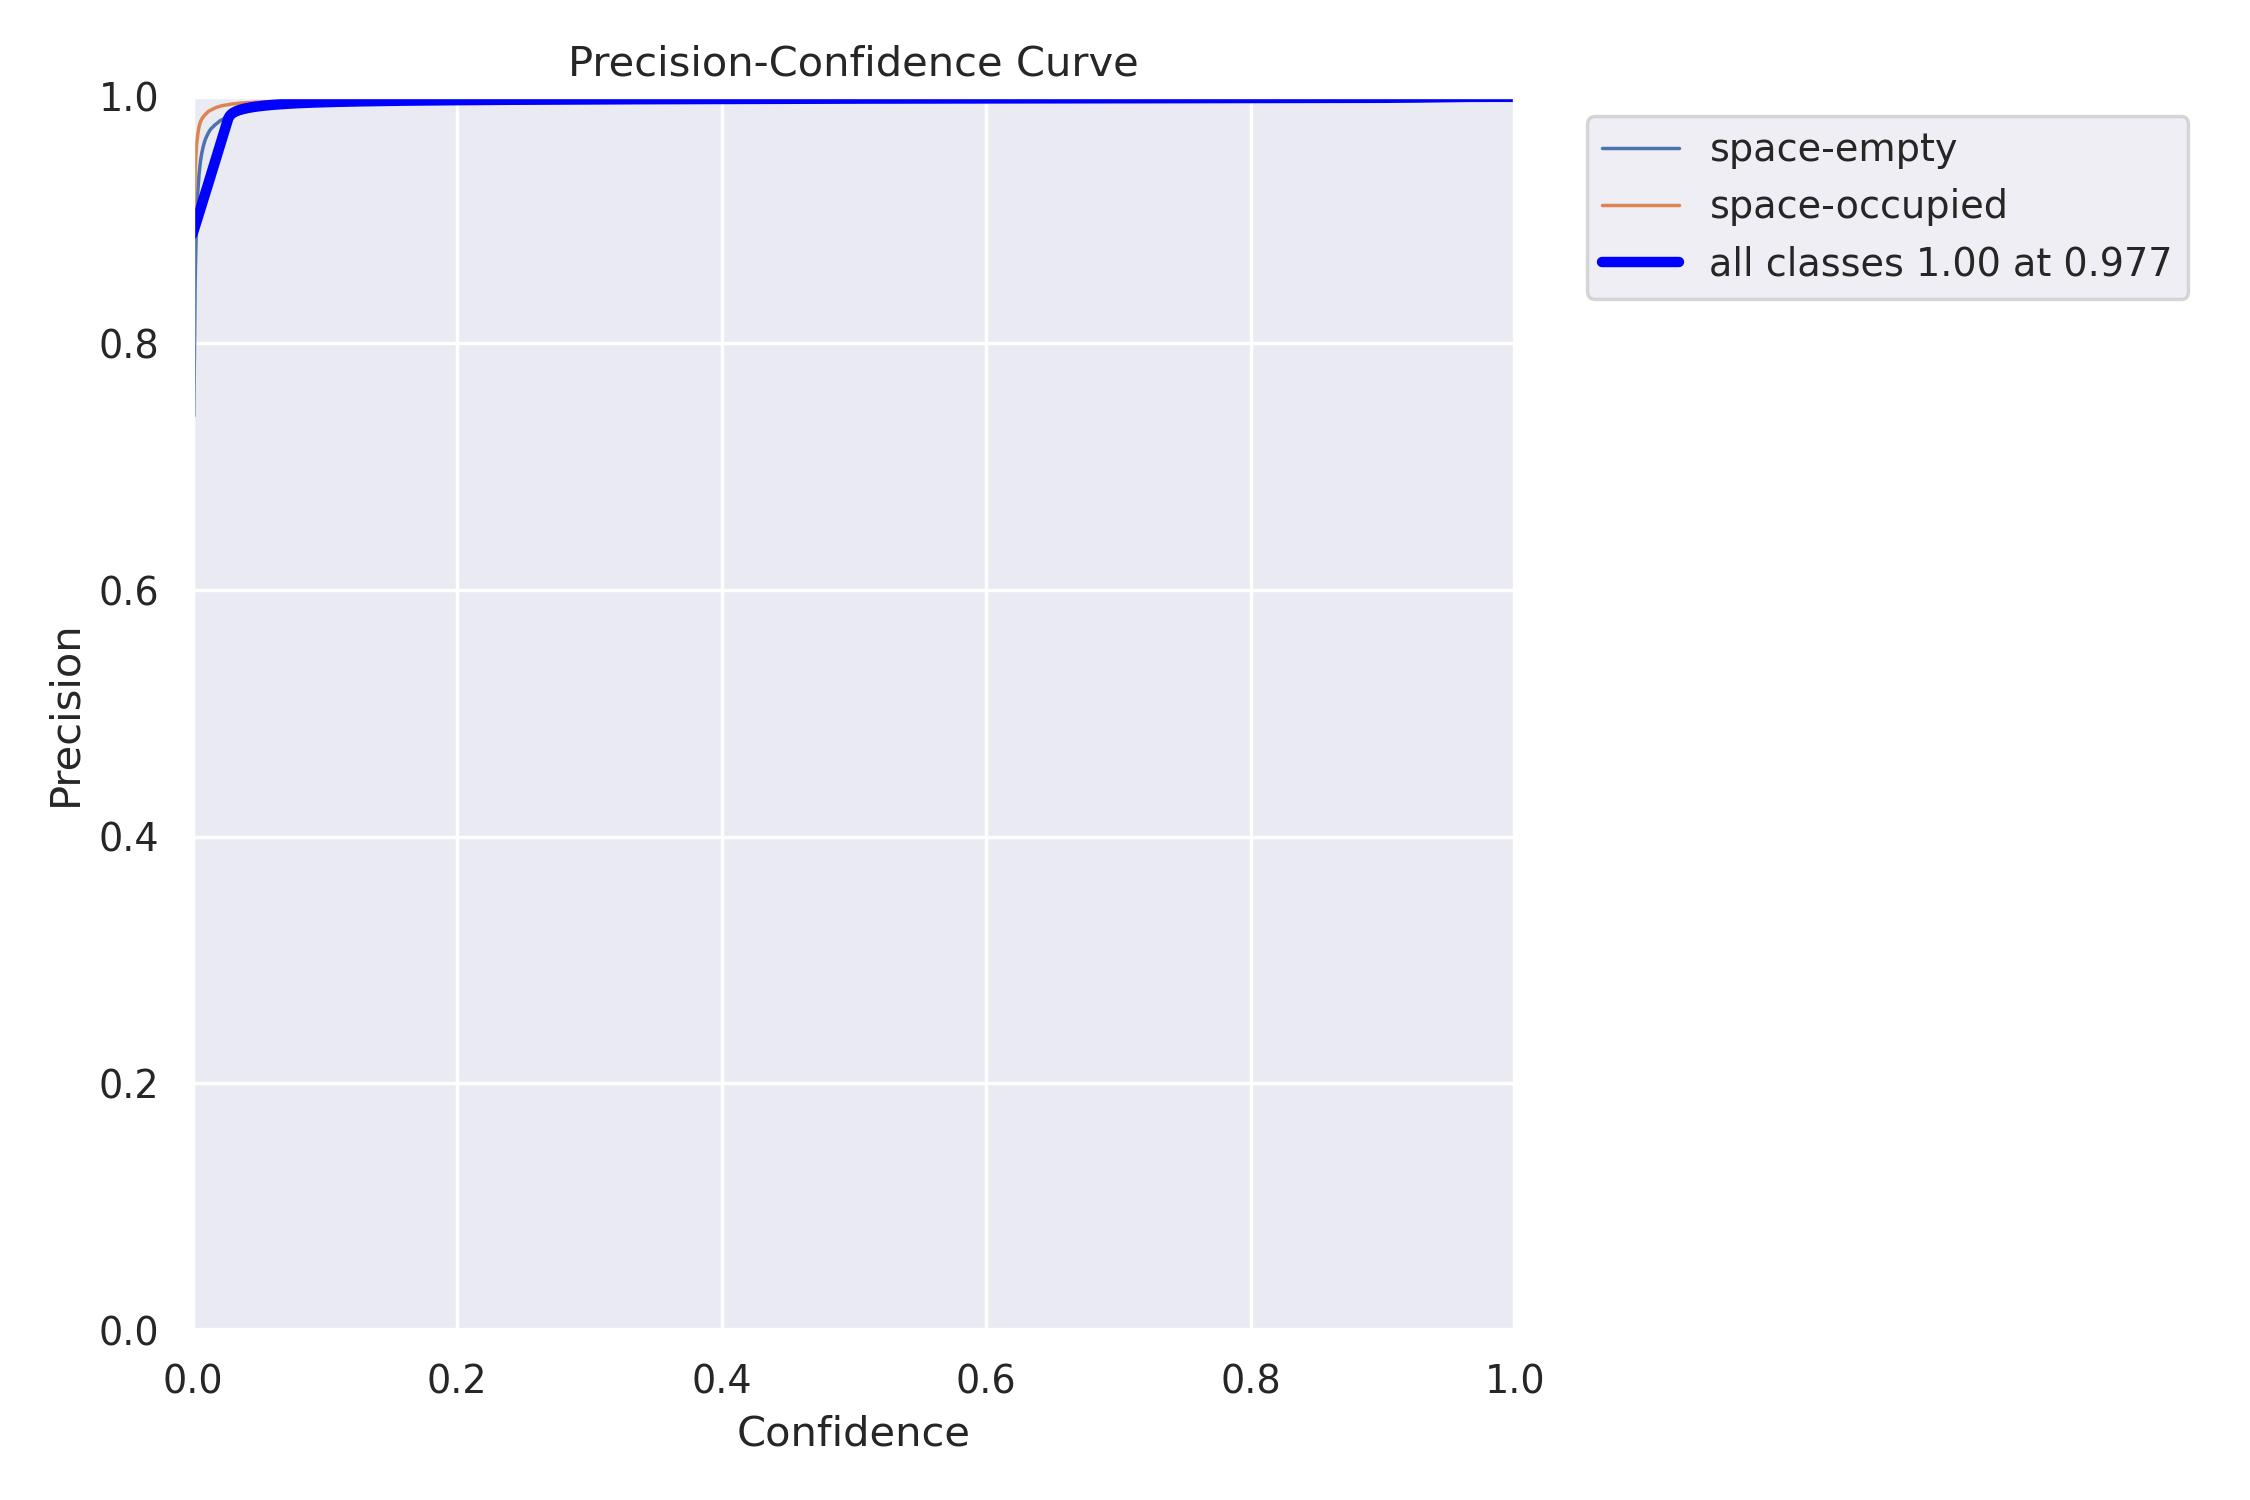 Precision-Confidence Curve
1.0
0.8
0.6
0.4
0.2
0.0
Precision
0.0 0.2 0.4 0.6 0.8 1.0
Confidence
space-empty
space-occupied
all classes 1.00 at 0.977